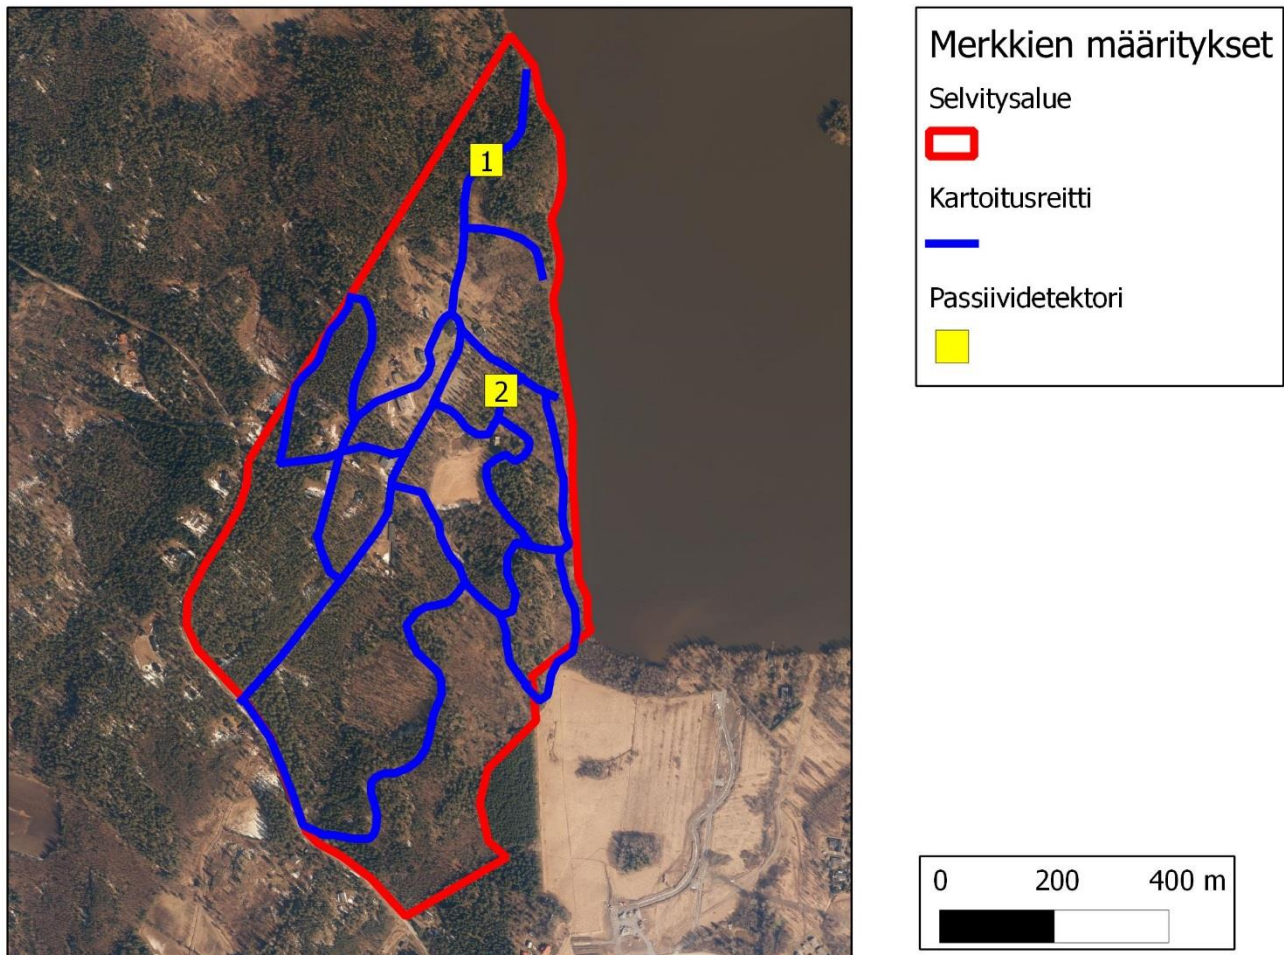 1
2
Merkkien määritykset
Selvitysalue
Kartoitusreitti
Passiividetektori
0 200 400 m